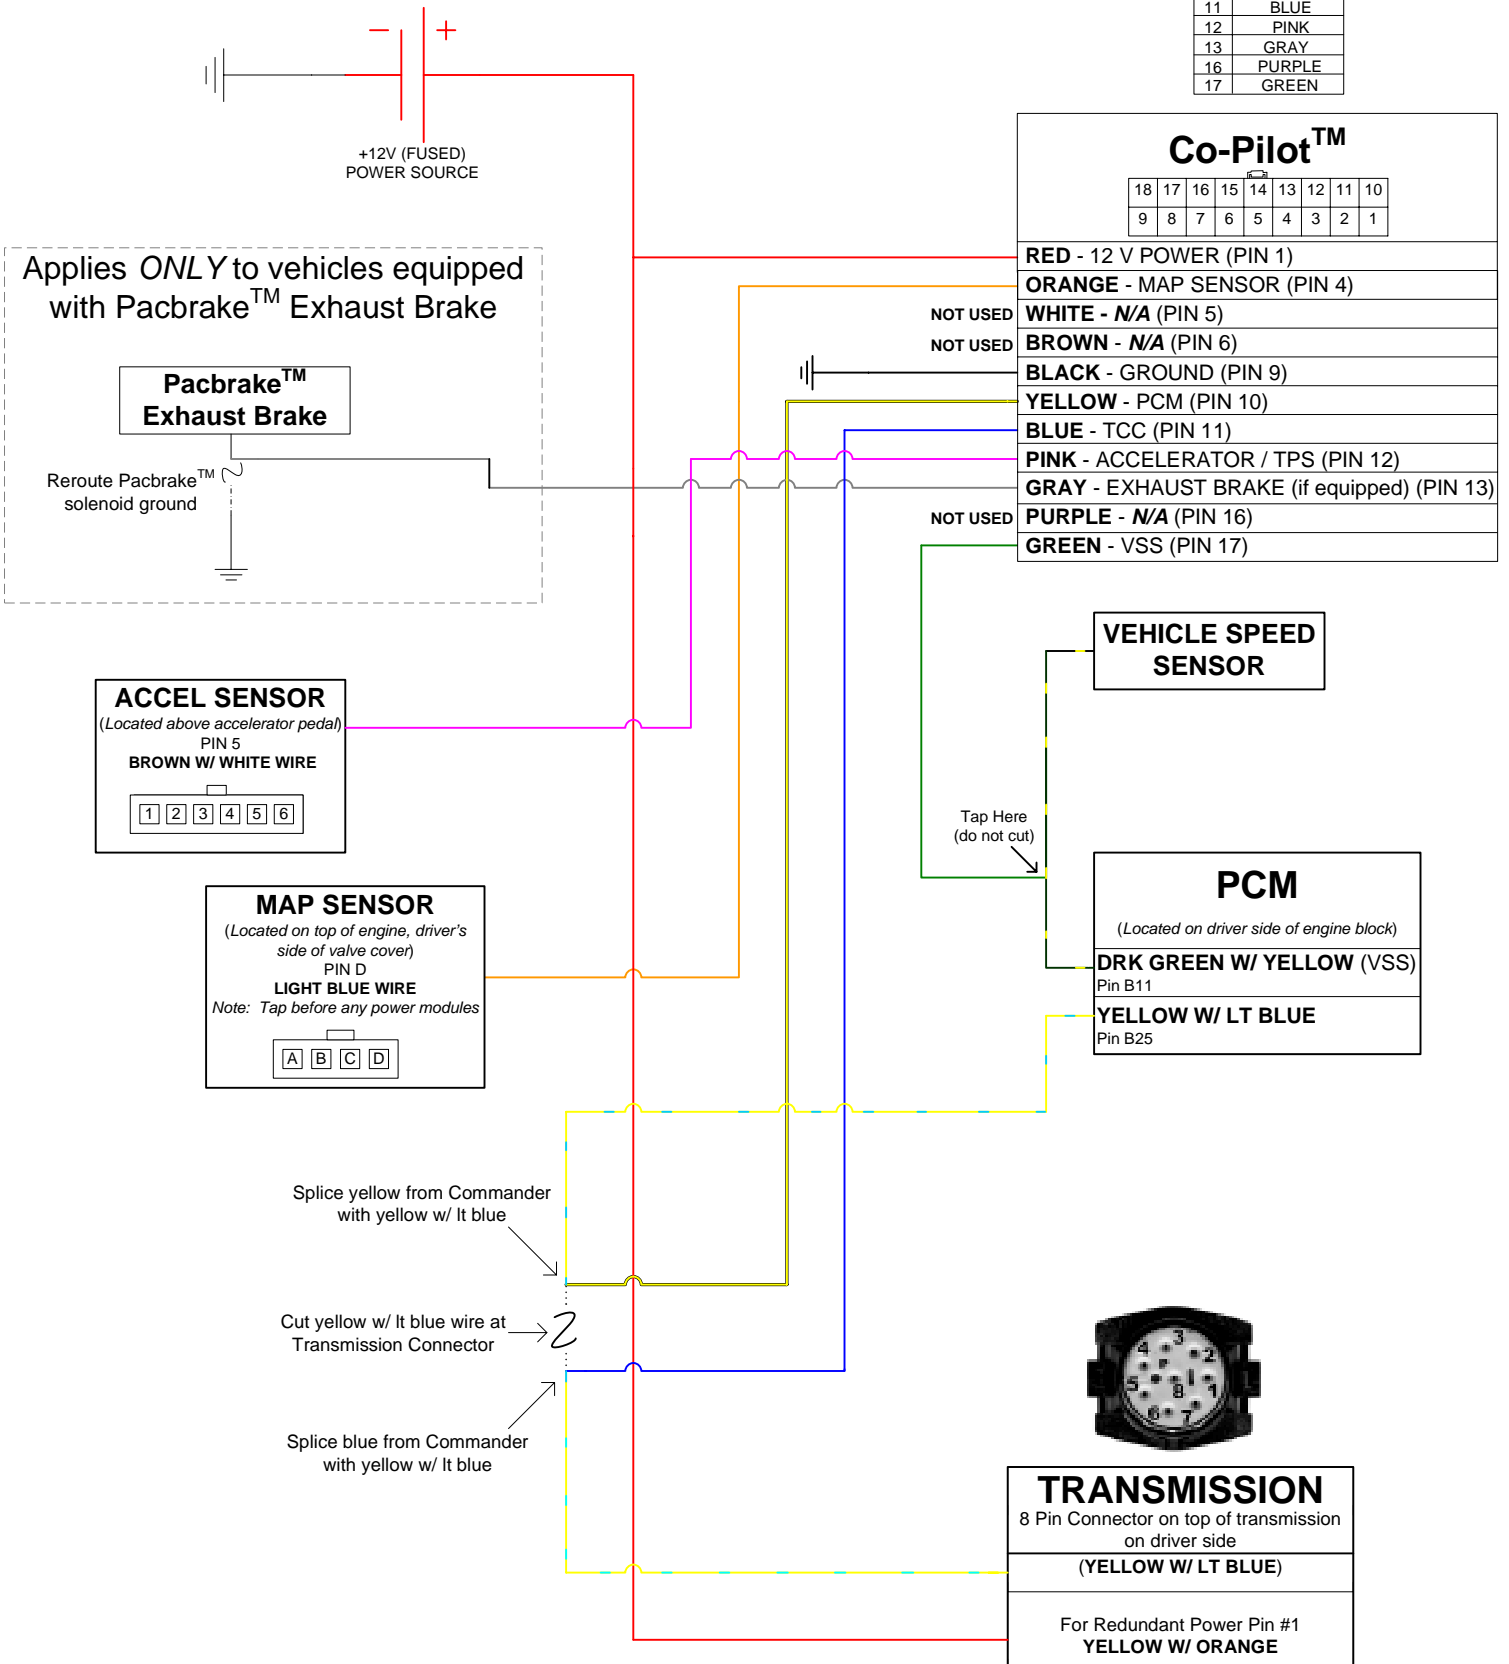 11 BLUE
12 PINK
13 GRAY
16 PURPLE
17 GREEN
− +
+12V (FUSED)
POWER SOURCE
Co-Pilot™
18 17 16 15 14 13 12 11 10
9 8 7 6 5 4 3 2 1
RED - 12 V POWER (PIN 1)
ORANGE - MAP SENSOR (PIN 4)
NOT USED WHITE - N/A (PIN 5)
NOT USED BROWN - N/A (PIN 6)
BLACK - GROUND (PIN 9)
YELLOW - PCM (PIN 10)
BLUE - TCC (PIN 11)
PINK - ACCELERATOR / TPS (PIN 12)
GRAY - EXHAUST BRAKE (if equipped) (PIN 13)
NOT USED PURPLE - N/A (PIN 16)
GREEN - VSS (PIN 17)
Applies ONLY to vehicles equipped
with Pacbrake™ Exhaust Brake
Pacbrake™
Exhaust Brake
Reroute Pacbrake™
solenoid ground
VEHICLE SPEED
SENSOR
ACCEL SENSOR
(Located above accelerator pedal)
PIN 5
BROWN W/ WHITE WIRE
1 2 3 4 5 6
Tap Here
(do not cut)
PCM
(Located on driver side of engine block)
DRK GREEN W/ YELLOW (VSS)
Pin B11
YELLOW W/ LT BLUE
Pin B25
MAP SENSOR
(Located on top of engine, driver's
side of valve cover)
PIN D
LIGHT BLUE WIRE
Note: Tap before any power modules
A B C D
Splice yellow from Commander
with yellow w/ lt blue
Cut yellow w/ lt blue wire at
Transmission Connector
Splice blue from Commander
with yellow w/ lt blue
3
4 2
5 8 1
6 7
TRANSMISSION
8 Pin Connector on top of transmission
on driver side
(YELLOW W/ LT BLUE)
For Redundant Power Pin #1
YELLOW W/ ORANGE